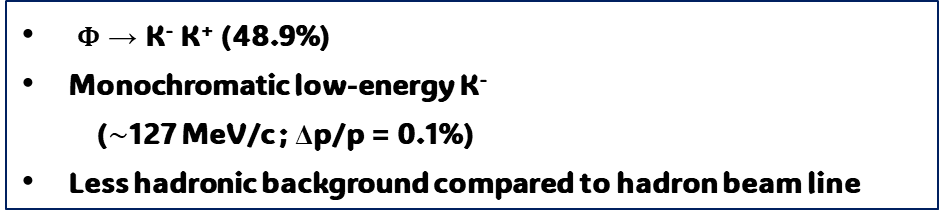 • Φ → K⁻ K⁺ (48.9%)
• Monochromatic low-energy K⁻
(~127 MeV/c ; Δp/p = 0.1%)
• Less hadronic background compared to hadron beam line